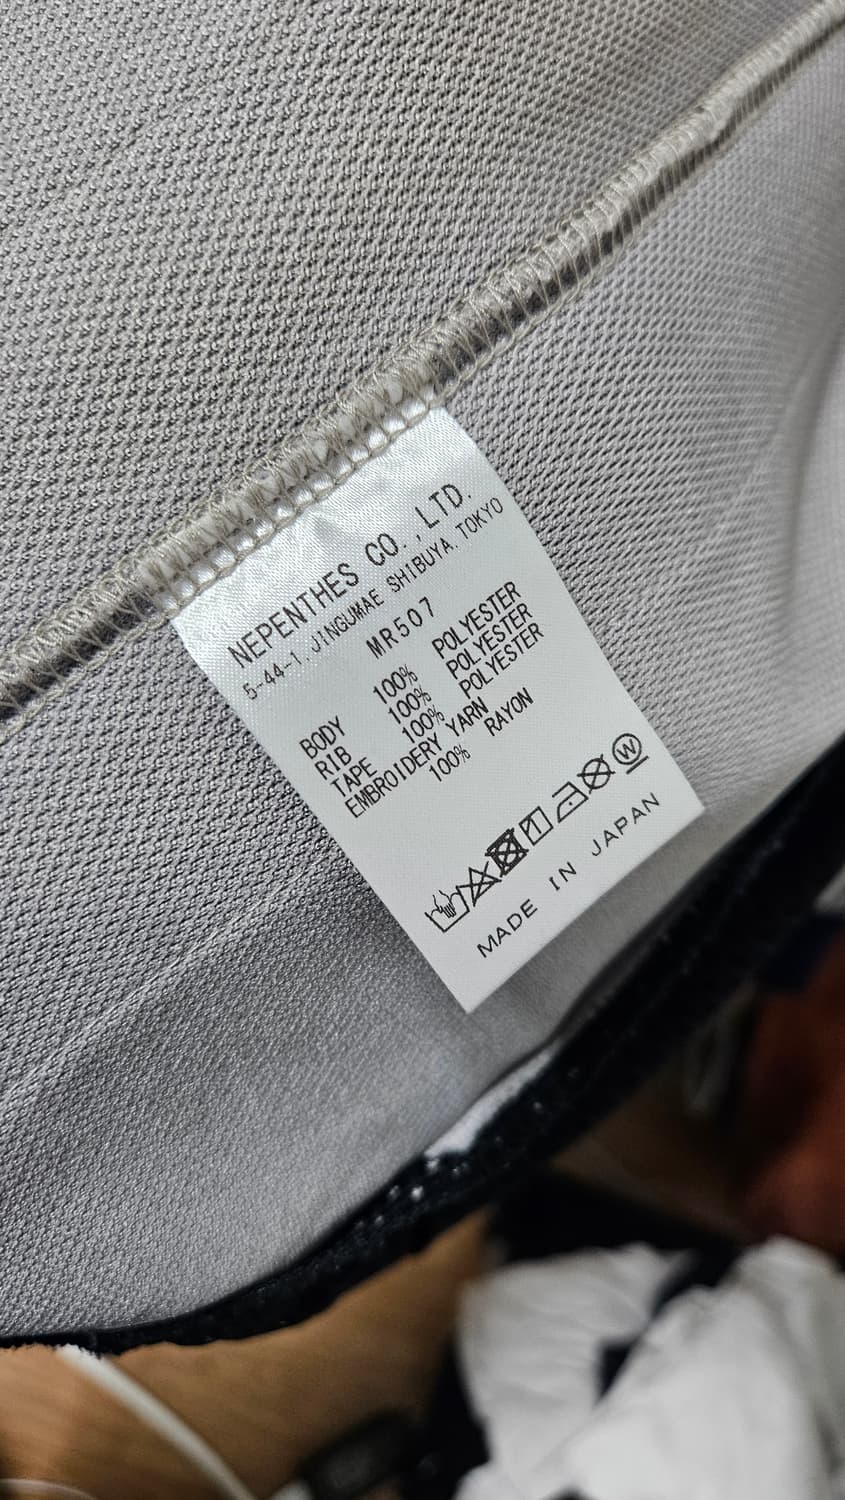 NEPENTHES CO.,LTD.
5-44-1,JINGUMAE SHIBUYA,TOKYO
MR507
BODY 100% POLYESTER
RIB 100% POLYESTER
TAPE 100% POLYESTER
EMBROIDERY YARN
100% RAYON
W
MADE IN JAPAN